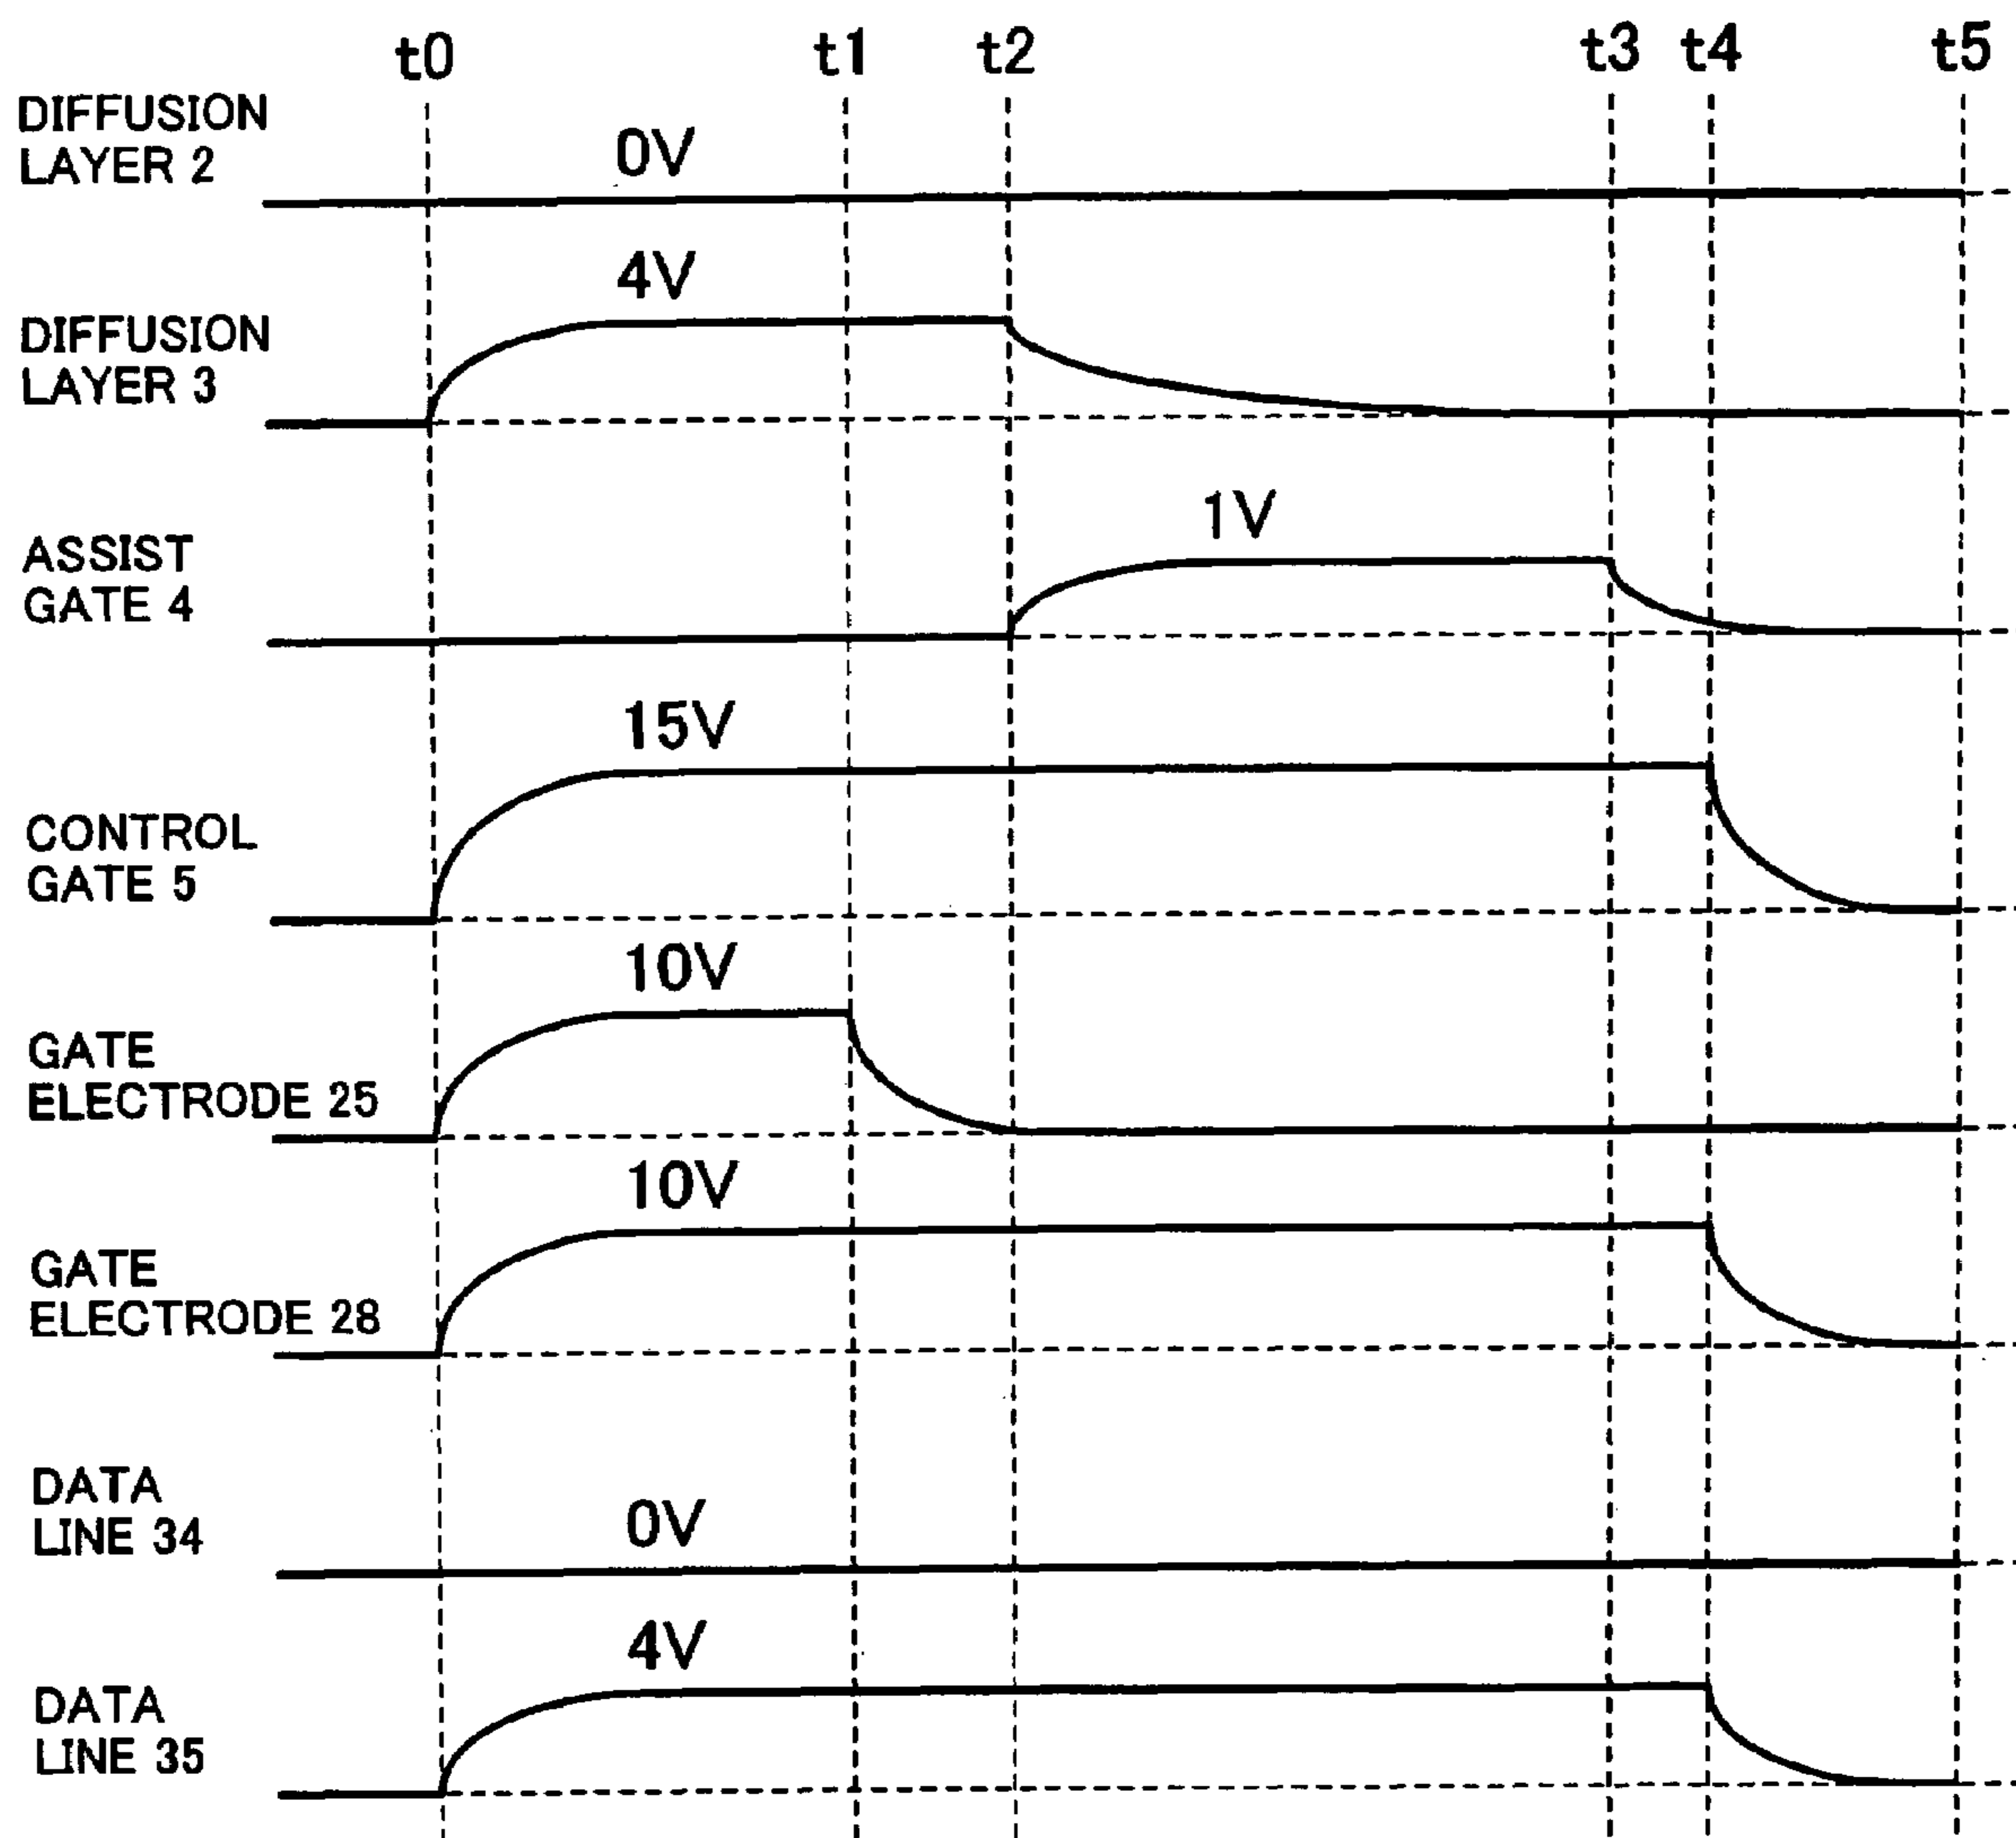 t0 t1 t2 t3 t4 t5
DIFFUSION
LAYER 2
0V
DIFFUSION
LAYER 3
4V
ASSIST
GATE 4
1V
CONTROL
GATE 5
15V
GATE
ELECTRODE 25
10V
GATE
ELECTRODE 28
10V
DATA
LINE 34
0V
DATA
LINE 35
4V